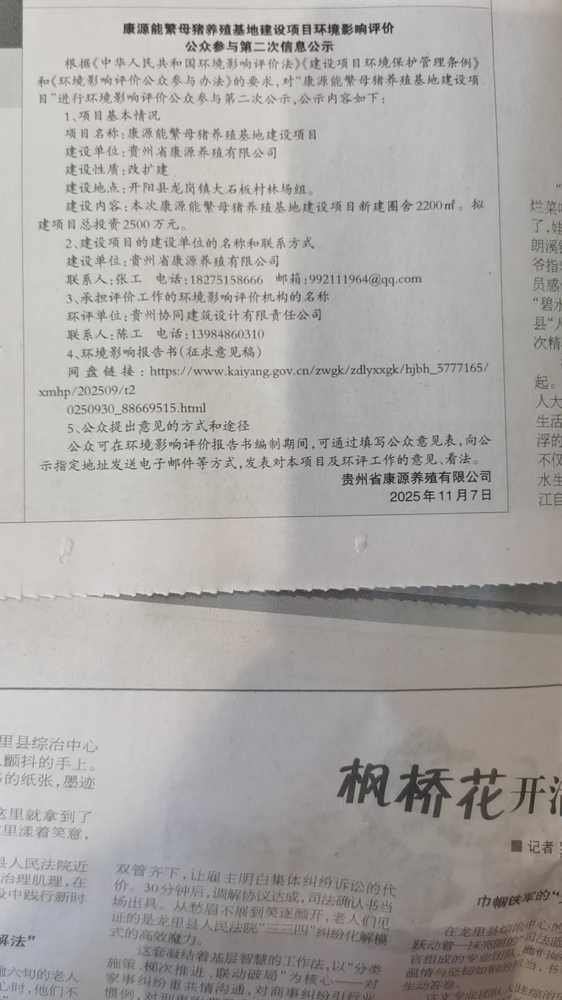 康源能繁母猪养殖基地建设项目环境影响评价
公众参与第二次信息公示
根据《中华人民共和国环境影响评价法》《建设项目环境保护管理条例》
和《环境影响评价公众参与办法》的要求,对“康源能繁母猪养殖基地建设项
目”进行环境影响评价公众参与第二次公示,公示内容如下:
1、项目基本情况
项目名称:康源能繁母猪养殖基地建设项目
建设单位:贵州省康源养殖有限公司
建设性质:改扩建
建设地点:开阳县龙岗镇大石板村林场组。
建设内容:本次康源能繁母猪养殖基地建设项目新建圈舍2200㎡。拟
建项目总投资2500万元。
2、建设项目的建设单位的名称和联系方式
建设单位:贵州省康源养殖有限公司
联系人:张工 电话:18275158666 邮箱:992111964@qq.com
3、承担评价工作的环境影响评价机构的名称
环评单位:贵州协同建筑设计有限责任公司
联系人:陈工 电话:13984860310
4、环境影响报告书(征求意见稿)
网盘链接:https://www.kaiyang.gov.cn/zwgk/zdlyxxgk/hjbh_5777165/
xmhp/202509/t2
0250930_88669515.html
5、公众提出意见的方式和途径
公众可在环境影响评价报告书编制期间,可通过填写公众意见表,向公
示指定地址发送电子邮件等方式,发表对本项目及环评工作的意见、看法。
贵州省康源养殖有限公司
2025年11月7日
“
烂菜
了,娃
朗溪
爷指
员感
“碧水
县“人
次精
起。
人大
生活
浮的
不仅
水生
江自
里县综治中心
颤抖的手上。
的纸张,墨迹
这里就拿到了
里漾着笑意,
县人民法院近
治理肌理,在
中践行新时
解法”
逾六旬的老人
心时,他们不
双管齐下,让雇主明白集体纠纷诉讼的代
价。30分钟后,调解协议达成,司法确认书当
场出具。从愁眉不展到笑逐颜开,老人们见
证的是龙里县人民法院“三三四”纠纷化解模
式的高效魔力。
这套凝结着基层智慧的工作法,以“分类
施策、梯次推进、联动破局”为核心——对
家事纠纷重共情沟通,对商事纠纷引行业
惯例,对刑事附带
枫桥花开
■ 记者
巾帼铁军的“
在龙里县综治中心的
跃动着一抹亮眼的“司法蓝
官组成的专业团队,她们始
温情与坚韧如钢的担当,书
生动答卷。
这支专业团队入驻综治